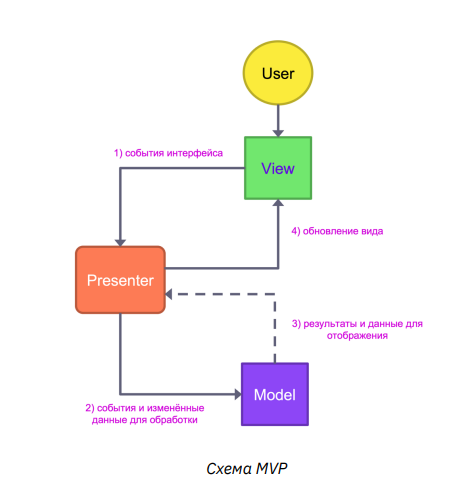 User
1) события интерфейса
View
4) обновление вида
Presenter
3) результаты и данные для
отображения
Model
2) события и изменённые
данные для обработки
Схема MVP